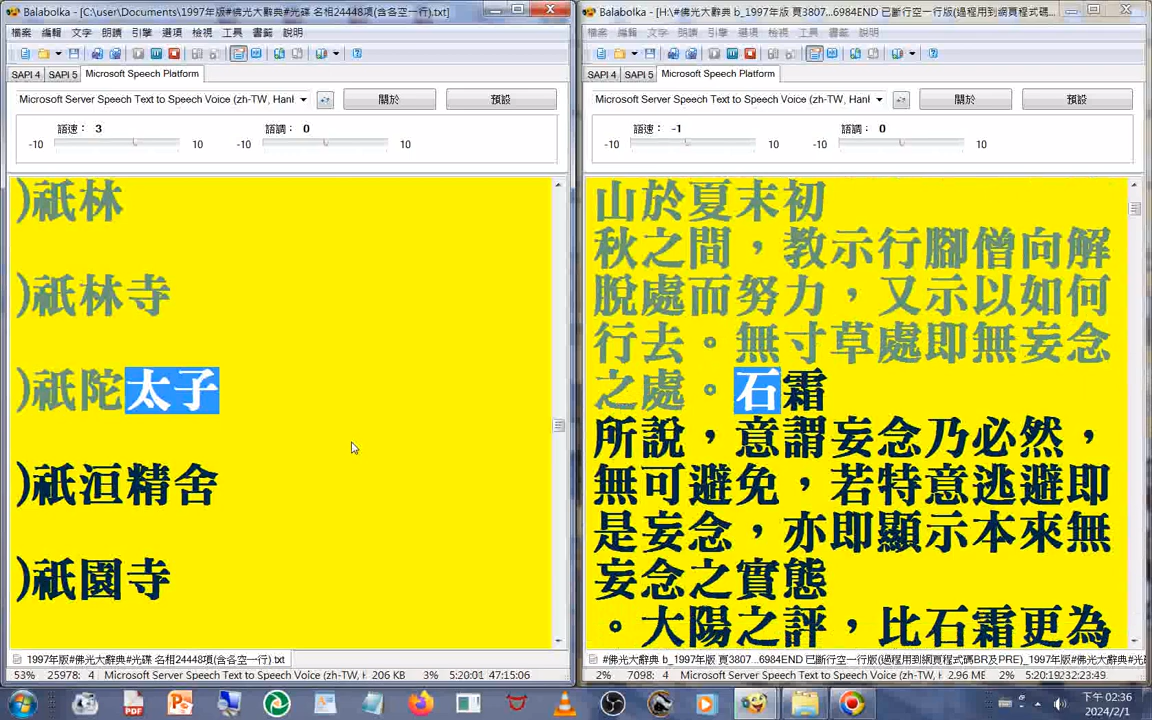 Balabolka - [C:\user\Documents\1997年版#佛光大辭典#光碟 名相24448項(含各空一行).txt]
檔案 編輯 文字 朗讀 引擎 選項 檢視 工具 書籤 說明
SAPI 4 SAPI 5 Microsoft Speech Platform
Microsoft Server Speech Text to Speech Voice (zh-TW, Hanl 關於 預設
語速： 3 語調： 0
-10 10 -10 10
)祇林
)祇林寺
)祇陀太子
)祇洹精舍
)祇園寺
1997年版#佛光大辭典#光碟 名相24448項(含各空一行).txt
53% 25978: 4 Microsoft Server Speech Text to Speech Voice (zh-TW, H 206 KB 3% 5:20:01 47:15:06
Balabolka - [H:\#佛光大辭典 b_1997年版 頁3807...6984END 已斷行空一行版(過程用到網頁程式碼
檔案 編輯 文字 朗讀 引擎 選項 檢視 工具 書籤 說明
SAPI 4 SAPI 5 Microsoft Speech Platform
Microsoft Server Speech Text to Speech Voice (zh-TW, Hanl 關於 預設
語速： -1 語調： 0
-10 10 -10 10
山於夏末初
秋之間，教示行腳僧向解
脫處而努力，又示以如何
行去。無寸草處即無妄念
之處。石霜
所說，意謂妄念乃必然，
無可避免，若特意逃避即
是妄念，亦即顯示本來無
妄念之實態
。大陽之評，比石霜更為
#佛光大辭典 b_1997年版 頁3807...6984END 已斷行空一行版(過程用到網頁程式碼BR及PRE)_1997年版#光
2% 7098: 4 Microsoft Server Speech Text to Speech Voice (zh-TW, H 2.96 ME 2% 5:20:19 232:23:49
下午 02:36
2024/2/1